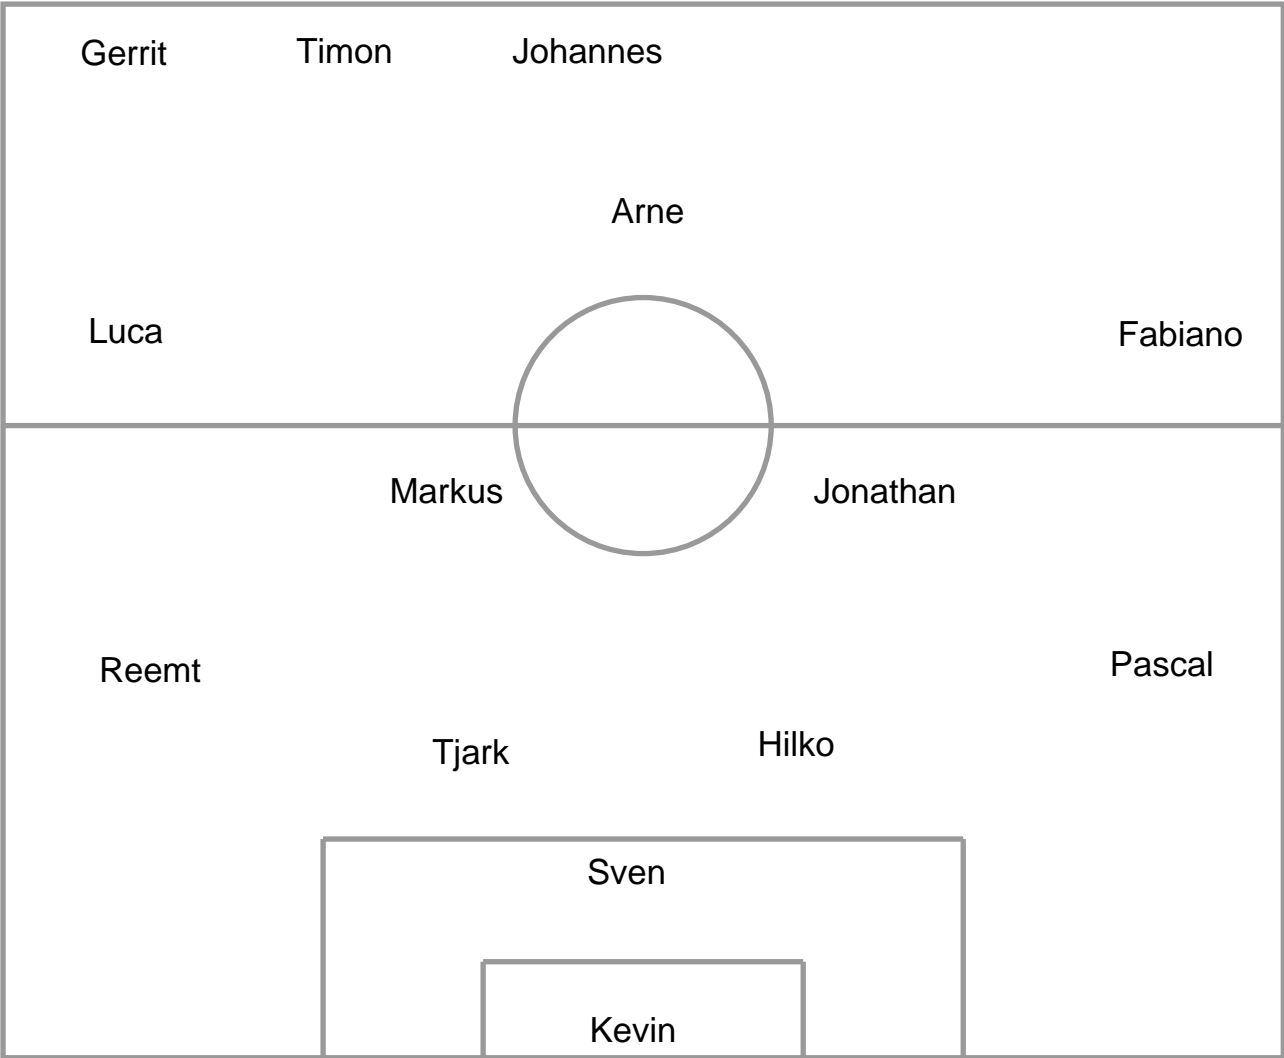 Gerrit Timon Johannes
Arne
Luca Fabiano
Markus Jonathan
Reemt Pascal
Tjark Hilko
Sven
Kevin